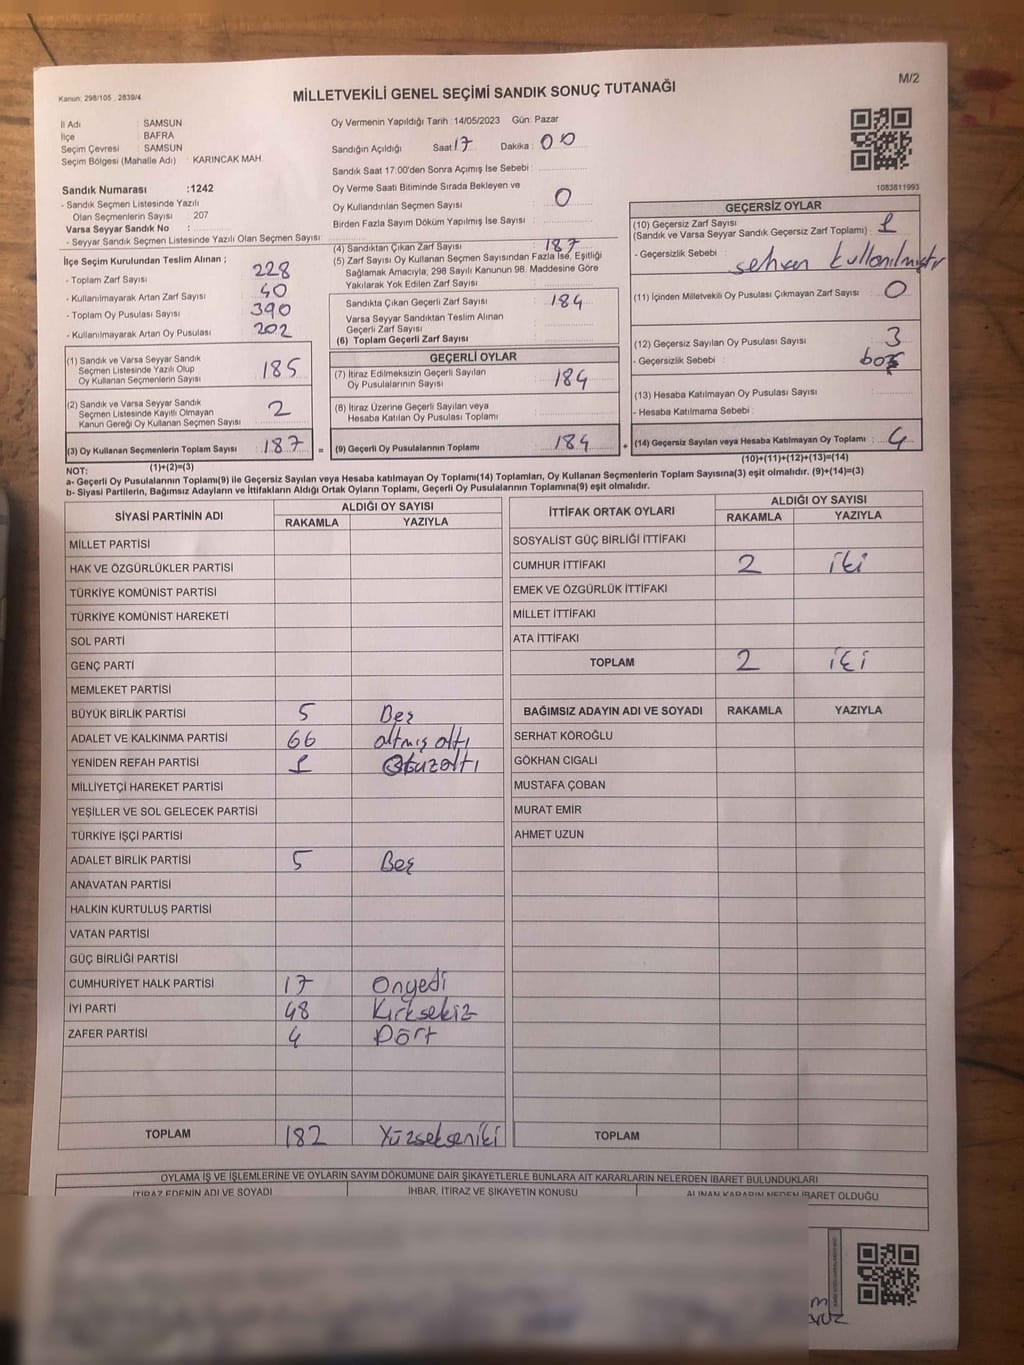 Kanun: 298/105 , 2839/4
M/2
MİLLETVEKİLİ GENEL SEÇİMİ SANDIK SONUÇ TUTANAĞI
İl Adı : SAMSUN
İlçe : BAFRA
Seçim Çevresi : SAMSUN
Seçim Bölgesi (Mahalle Adı) : KARINCAK MAH.
Sandık Numarası :1242
- Sandık Seçmen Listesinde Yazılı
Olan Seçmenlerin Sayısı : 207
Varsa Seyyar Sandık No :
- Seyyar Sandık Seçmen Listesinde Yazılı Olan Seçmen Sayısı:
Oy Vermenin Yapıldığı Tarih : 14/05/2023 Gün: Pazar
Sandığın Açıldığı Saat: 17 Dakika : 00
Sandık Saat 17:00'den Sonra Açımış İse Sebebi :
Oy Verme Saati Bitiminde Sırada Bekleyen ve
Oy Kullandırılan Seçmen Sayısı : 0
Birden Fazla Sayım Döküm Yapılmış İse Sayısı :
1083811993
İlçe Seçim Kurulundan Teslim Alınan ;
- Toplam Zarf Sayısı : 228
- Kullanılmayarak Artan Zarf Sayısı : 40
- Toplam Oy Pusulası Sayısı : 390
- Kullanılmayarak Artan Oy Pusulası : 202
(1) Sandık ve Varsa Seyyar Sandık
Seçmen Listesinde Yazılı Olup
Oy Kullanan Seçmenlerin Sayısı : 185
(2) Sandık ve Varsa Seyyar Sandık
Seçmen Listesinde Kayıtlı Olmayan
Kanun Gereği Oy Kullanan Seçmen Sayısı : 2
(3) Oy Kullanan Seçmenlerin Toplam Sayısı : 187 =
(1)+(2)=(3)
(4) Sandıktan Çıkan Zarf Sayısı : 187
(5) Zarf Sayısı Oy Kullanan Seçmen Sayısından Fazla İse, Eşitliği
Sağlamak Amacıyla; 298 Sayılı Kanunun 98. Maddesine Göre
Yakılarak Yok Edilen Zarf Sayısı :
Sandıkta Çıkan Geçerli Zarf Sayısı : 184
Varsa Seyyar Sandıktan Teslim Alınan
Geçerli Zarf Sayısı :
(6) Toplam Geçerli Zarf Sayısı :
GEÇERLİ OYLAR
(7) İtiraz Edilmeksizin Geçerli Sayılan
Oy Pusulalarının Sayısı : 184
(8) İtiraz Üzerine Geçerli Sayılan veya
Hesaba Katılan Oy Pusulası Toplamı :
(9) Geçerli Oy Pusulalarının Toplamı : 184 +
GEÇERSİZ OYLAR
(10) Geçersiz Zarf Sayısı
(Sandık ve Varsa Seyyar Sandık Geçersiz Zarf Toplamı) : 1
- Geçersizlik Sebebi : sehven kullanılmıştır
(11) İçinden Milletvekili Oy Pusulası Çıkmayan Zarf Sayısı : 0
(12) Geçersiz Sayılan Oy Pusulası Sayısı : 3
- Geçersizlik Sebebi : boş
(13) Hesaba Katılmayan Oy Pusulası Sayısı :
- Hesaba Katılmama Sebebi :
(14) Geçersiz Sayılan veya Hesaba Katılmayan Oy Toplamı : 4
(10)+(11)+(12)+(13)=(14)
NOT:
a- Geçerli Oy Pusulalarının Toplamı(9) ile Geçersiz Sayılan veya Hesaba katılmayan Oy Toplamı(14) Toplamları, Oy Kullanan Seçmenlerin Toplam Sayısına(3) eşit olmalıdır. (9)+(14)=(3)
b- Siyasi Partilerin, Bağımsız Adayların ve İttifakların Aldığı Ortak Oyların Toplamı, Geçerli Oy Pusulalarının Toplamına(9) eşit olmalıdır.
SİYASİ PARTİNİN ADI ALDIĞI OY SAYISI
RAKAMLA YAZIYLA
MİLLET PARTİSİ
HAK VE ÖZGÜRLÜKLER PARTİSİ
TÜRKİYE KOMÜNİST PARTİSİ
TÜRKİYE KOMÜNİST HAREKETİ
SOL PARTİ
GENÇ PARTİ
MEMLEKET PARTİSİ
BÜYÜK BİRLİK PARTİSİ 5 Beş
ADALET VE KALKINMA PARTİSİ 66 altmış altı
YENİDEN REFAH PARTİSİ 1 Otuzaltı
MİLLİYETÇİ HAREKET PARTİSİ
YEŞİLLER VE SOL GELECEK PARTİSİ
TÜRKİYE İŞÇİ PARTİSİ
ADALET BİRLİK PARTİSİ 5 Beş
ANAVATAN PARTİSİ
HALKIN KURTULUŞ PARTİSİ
VATAN PARTİSİ
GÜÇ BİRLİĞİ PARTİSİ
CUMHURİYET HALK PARTİSİ 17 Onyedi
İYİ PARTİ 48 Kırksekiz
ZAFER PARTİSİ 4 Dört
TOPLAM 182 Yüzsekseniki
İTTİFAK ORTAK OYLARI ALDIĞI OY SAYISI
RAKAMLA YAZIYLA
SOSYALİST GÜÇ BİRLİĞİ İTTİFAKI
CUMHUR İTTİFAKI 2 iki
EMEK VE ÖZGÜRLÜK İTTİFAKI
MİLLET İTTİFAKI
ATA İTTİFAKI
TOPLAM 2 iki
BAĞIMSIZ ADAYIN ADI VE SOYADI RAKAMLA YAZIYLA
SERHAT KÖROĞLU
GÖKHAN CIGALI
MUSTAFA ÇOBAN
MURAT EMİR
AHMET UZUN
TOPLAM
OYLAMA İŞ VE İŞLEMLERİNE VE OYLARIN SAYIM DÖKÜMÜNE DAİR ŞİKAYETLERLE BUNLARA AİT KARARLARIN NELERDEN İBARET BULUNDUKLARI
İTİRAZ EDENİN ADI VE SOYADI İHBAR, İTİRAZ VE ŞİKAYETİN KONUSU ALINAN KARARIN NEDEN İBARET OLDUĞU